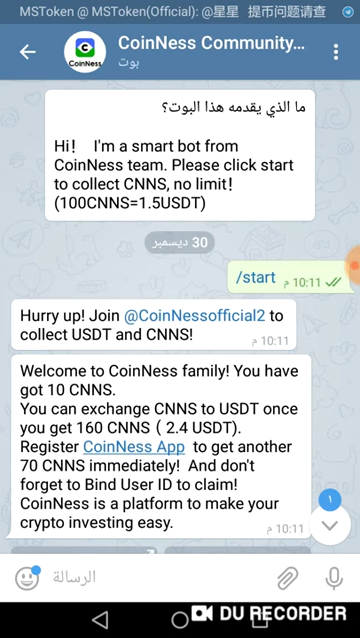 MSToken @ MSToken(Official): @星星 提币问题请查
CoinNess Community...
بوت
CoinNess
ما الذي يقدمه هذا البوت؟
Hi! I'm a smart bot from
CoinNess team. Please click start
to collect CNNS, no limit!
(100CNNS=1.5USDT)
30 ديسمبر
/start
10:11 م
Hurry up! Join @CoinNessofficial2 to
collect USDT and CNNS!
10:11 م
Welcome to CoinNess family! You have
got 10 CNNS.
You can exchange CNNS to USDT once
you get 160 CNNS ( 2.4 USDT).
Register CoinNess App to get another
70 CNNS immediately! And don't
forget to Bind User ID to claim!
CoinNess is a platform to make your
crypto investing easy.
10:11 م
١
الرسالة
DU RECORDER